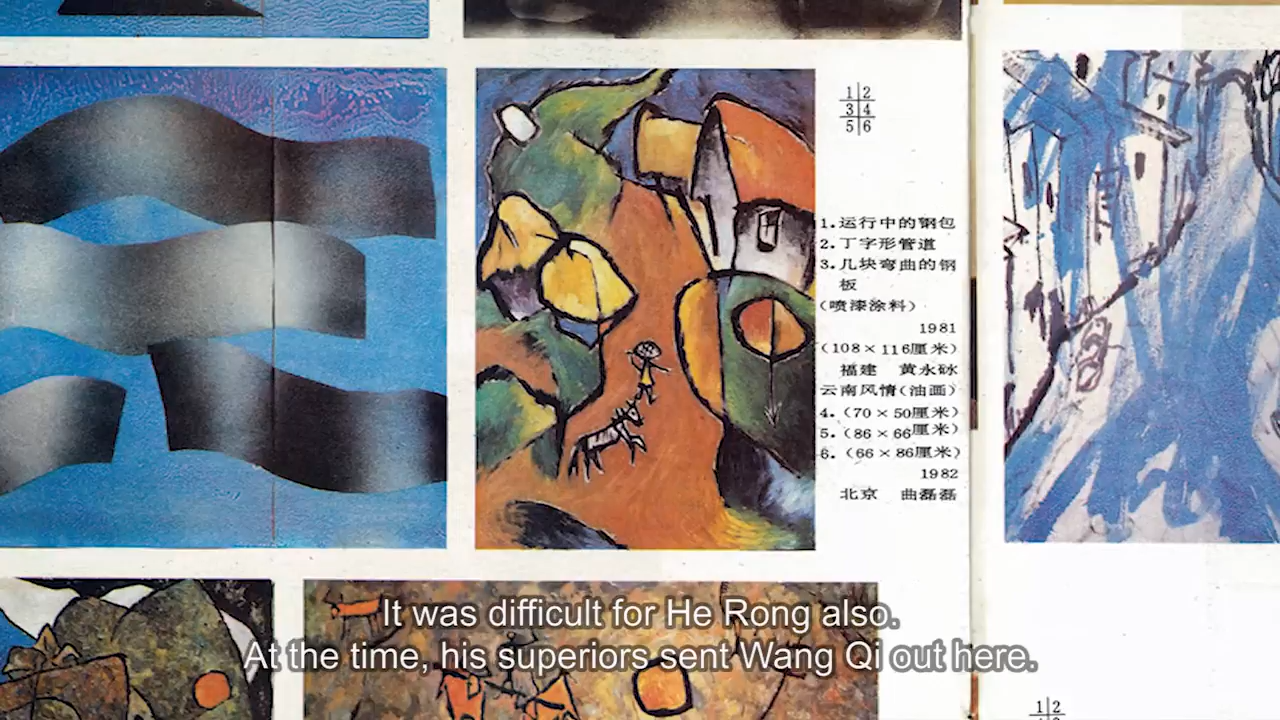 1 2
3 4
5 6
1.运行中的钢包
2.丁字形管道
3.几块弯曲的钢
板
(喷漆涂料)
1981
(108×116厘米)
福建 黄永砯
云南风情(油画)
4.(70×50厘米)
5.(86×66厘米)
6.(66×86厘米)
1982
北京 曲磊磊
It was difficult for He Rong also.
At the time, his superiors sent Wang Qi out here.
1 2